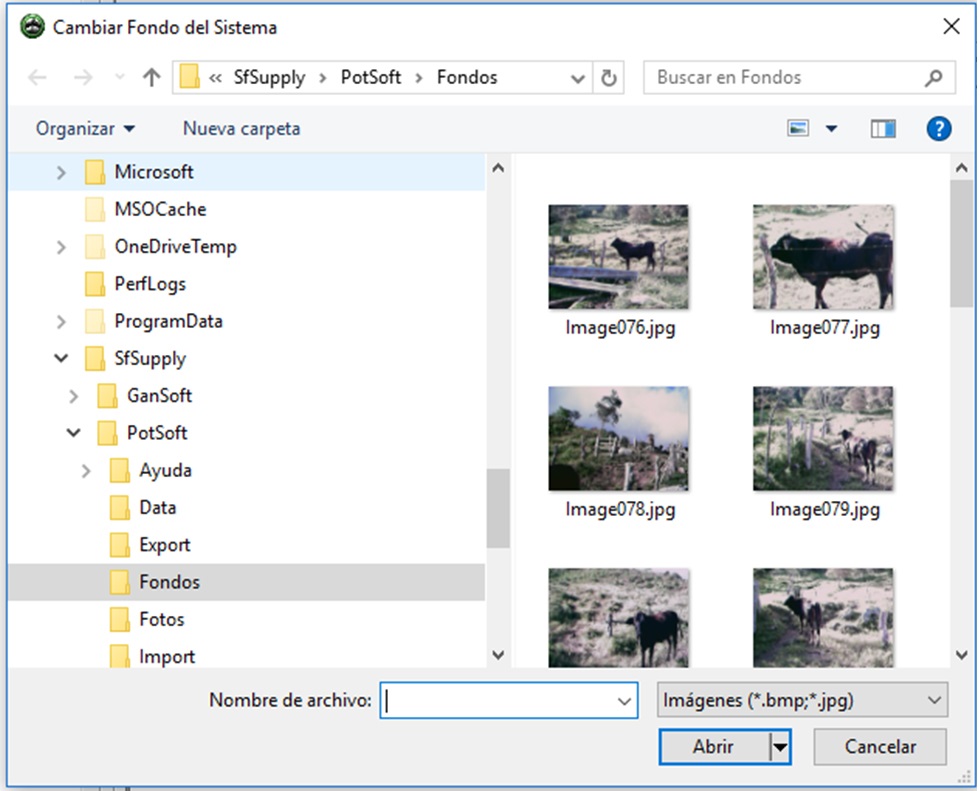 Cambiar Fondo del Sistema
« SfSupply › PotSoft › Fondos
Buscar en Fondos
Organizar
Nueva carpeta
Microsoft
MSOCache
OneDriveTemp
PerfLogs
ProgramData
SfSupply
GanSoft
PotSoft
Ayuda
Data
Export
Fondos
Fotos
Import
Image076.jpg
Image077.jpg
Image078.jpg
Image079.jpg
Nombre de archivo:
Imágenes (*.bmp;*.jpg)
Abrir
Cancelar